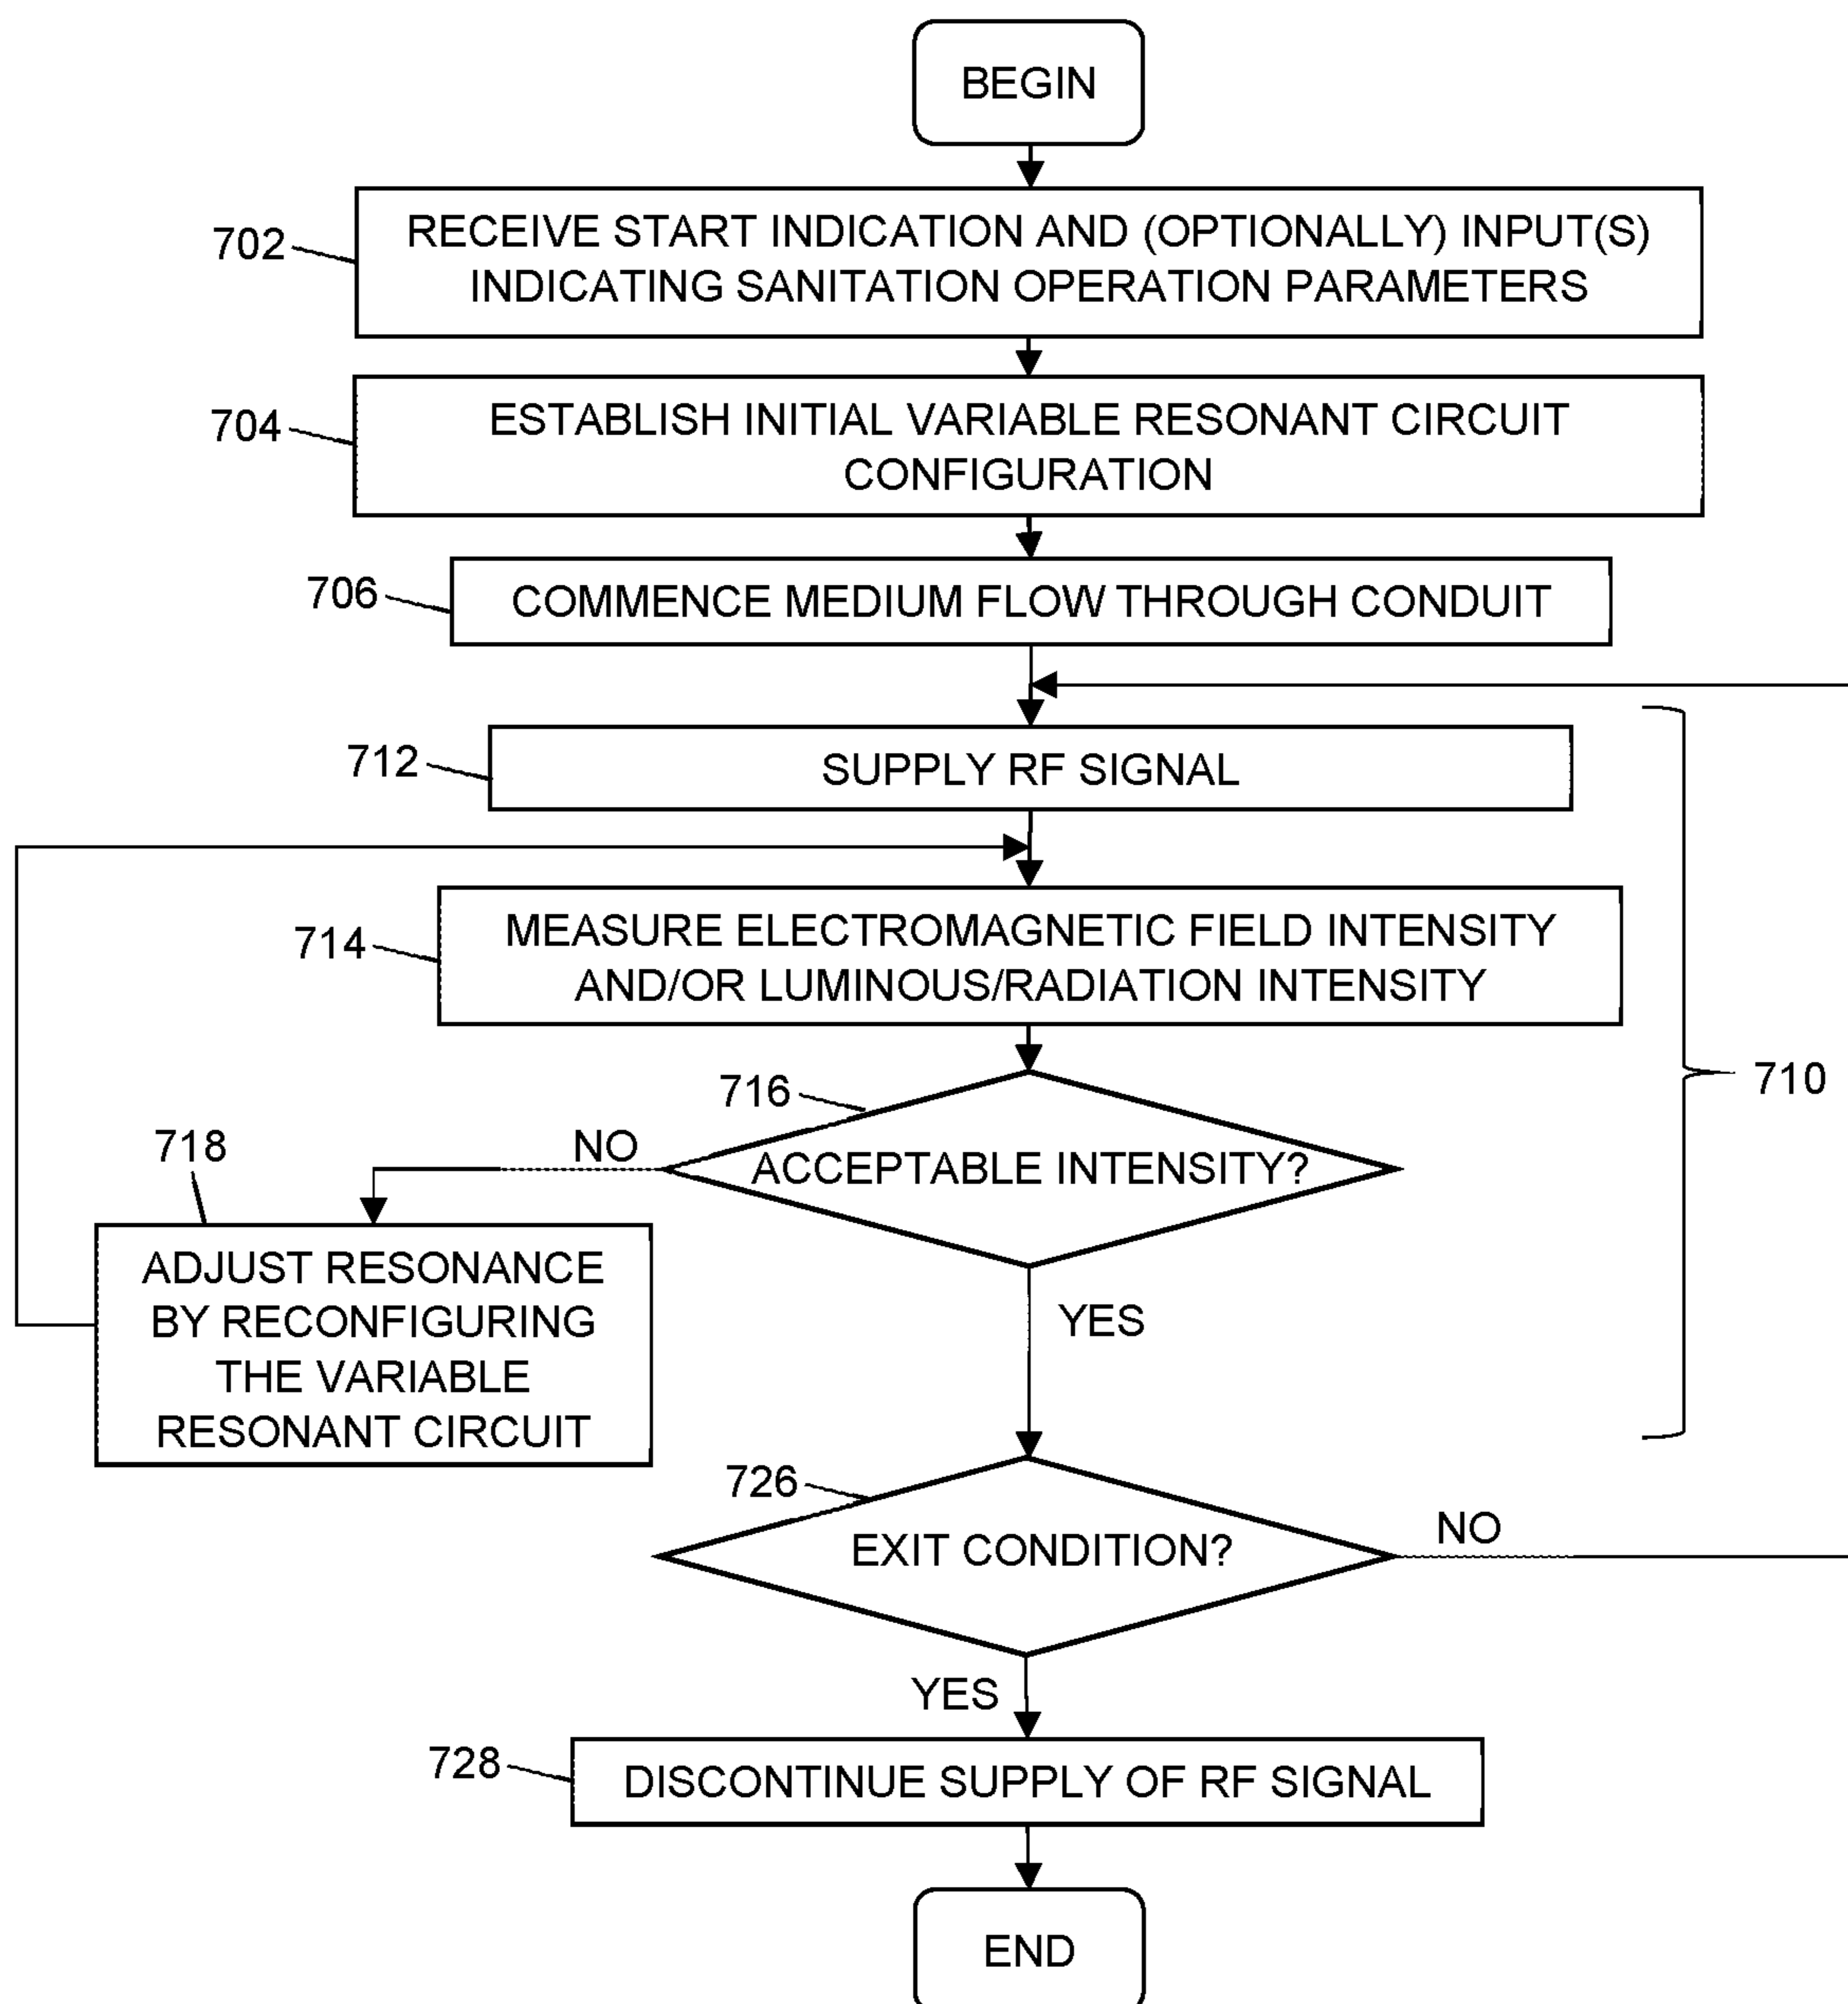 BEGIN
702
RECEIVE START INDICATION AND (OPTIONALLY) INPUT(S)
INDICATING SANITATION OPERATION PARAMETERS
704
ESTABLISH INITIAL VARIABLE RESONANT CIRCUIT
CONFIGURATION
706
COMMENCE MEDIUM FLOW THROUGH CONDUIT
712
SUPPLY RF SIGNAL
714
MEASURE ELECTROMAGNETIC FIELD INTENSITY
AND/OR LUMINOUS/RADIATION INTENSITY
710
716
ACCEPTABLE INTENSITY?
NO
718
ADJUST RESONANCE
BY RECONFIGURING
THE VARIABLE
RESONANT CIRCUIT
YES
726
EXIT CONDITION?
NO
YES
728
DISCONTINUE SUPPLY OF RF SIGNAL
END